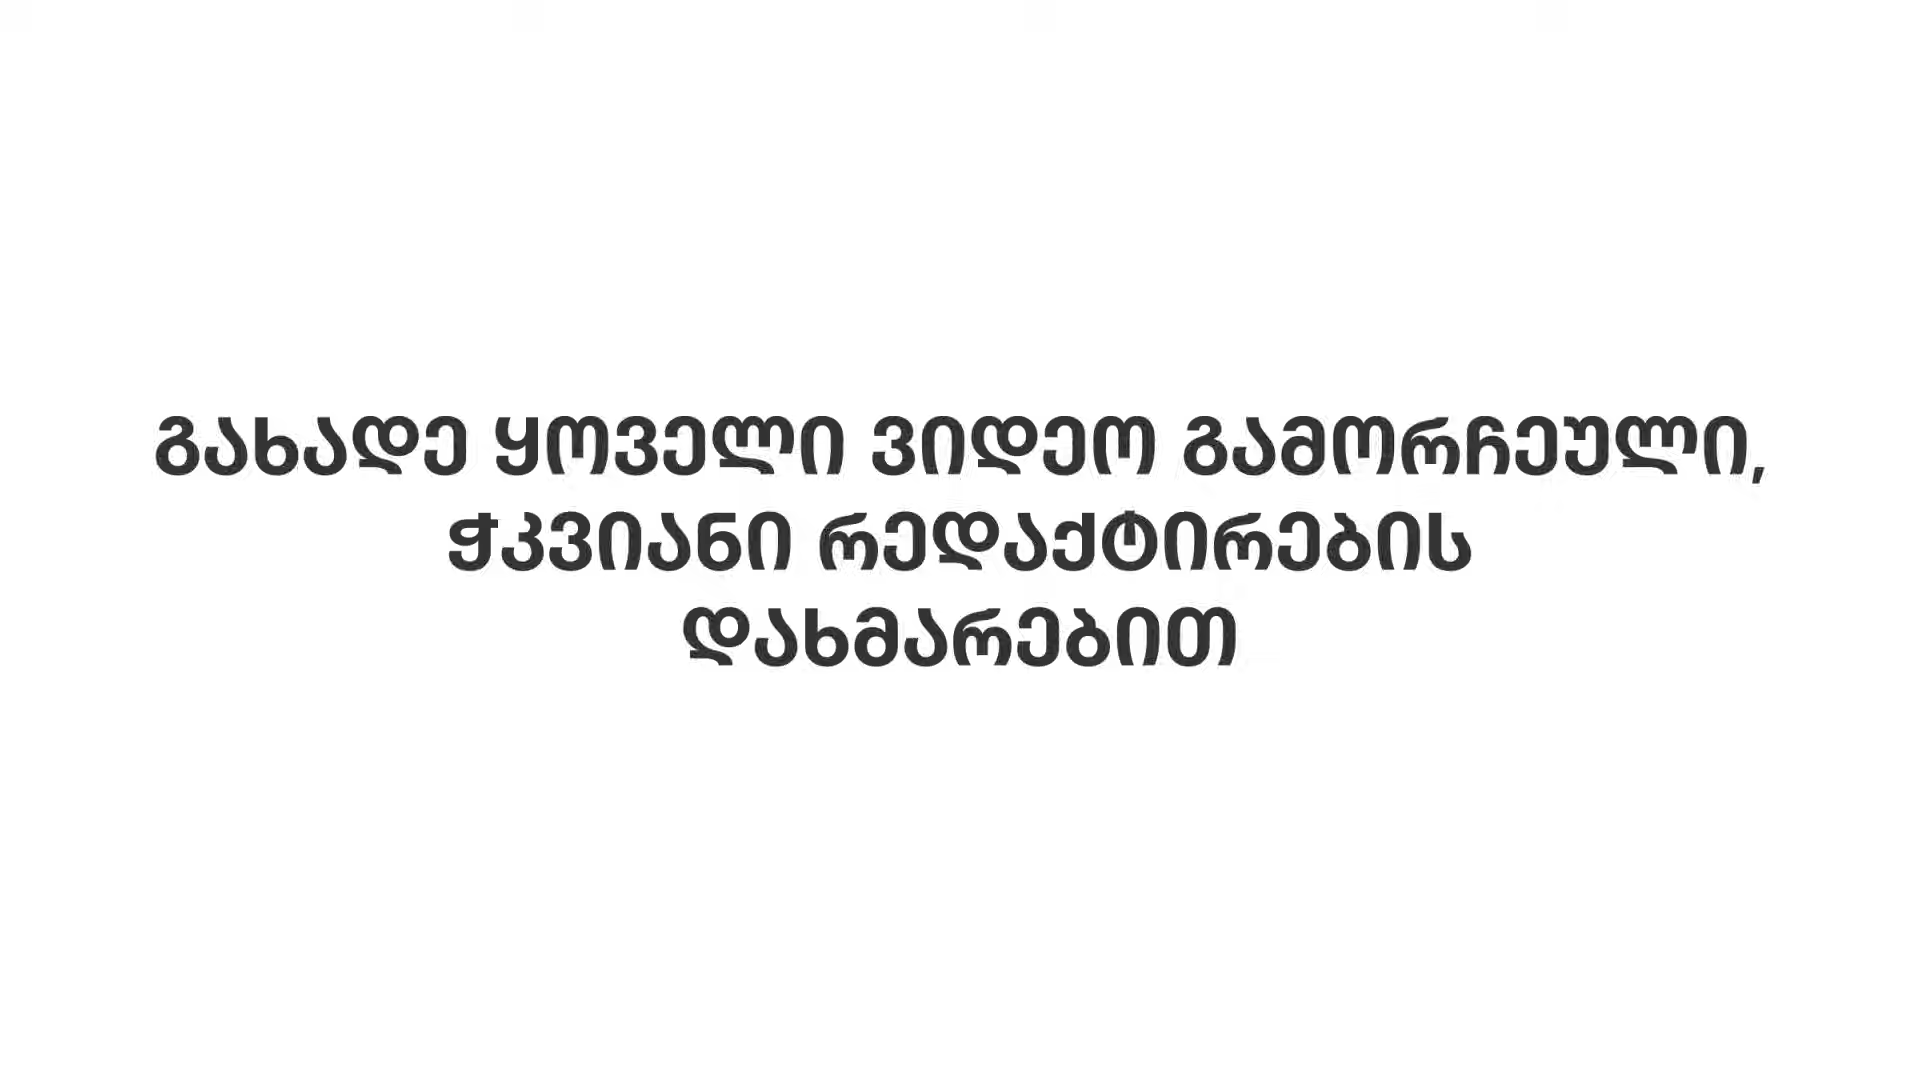 გახადე ყოველი ვიდეო გამორჩეული,
ჭკვიანი რედაქტირების
დახმარებით